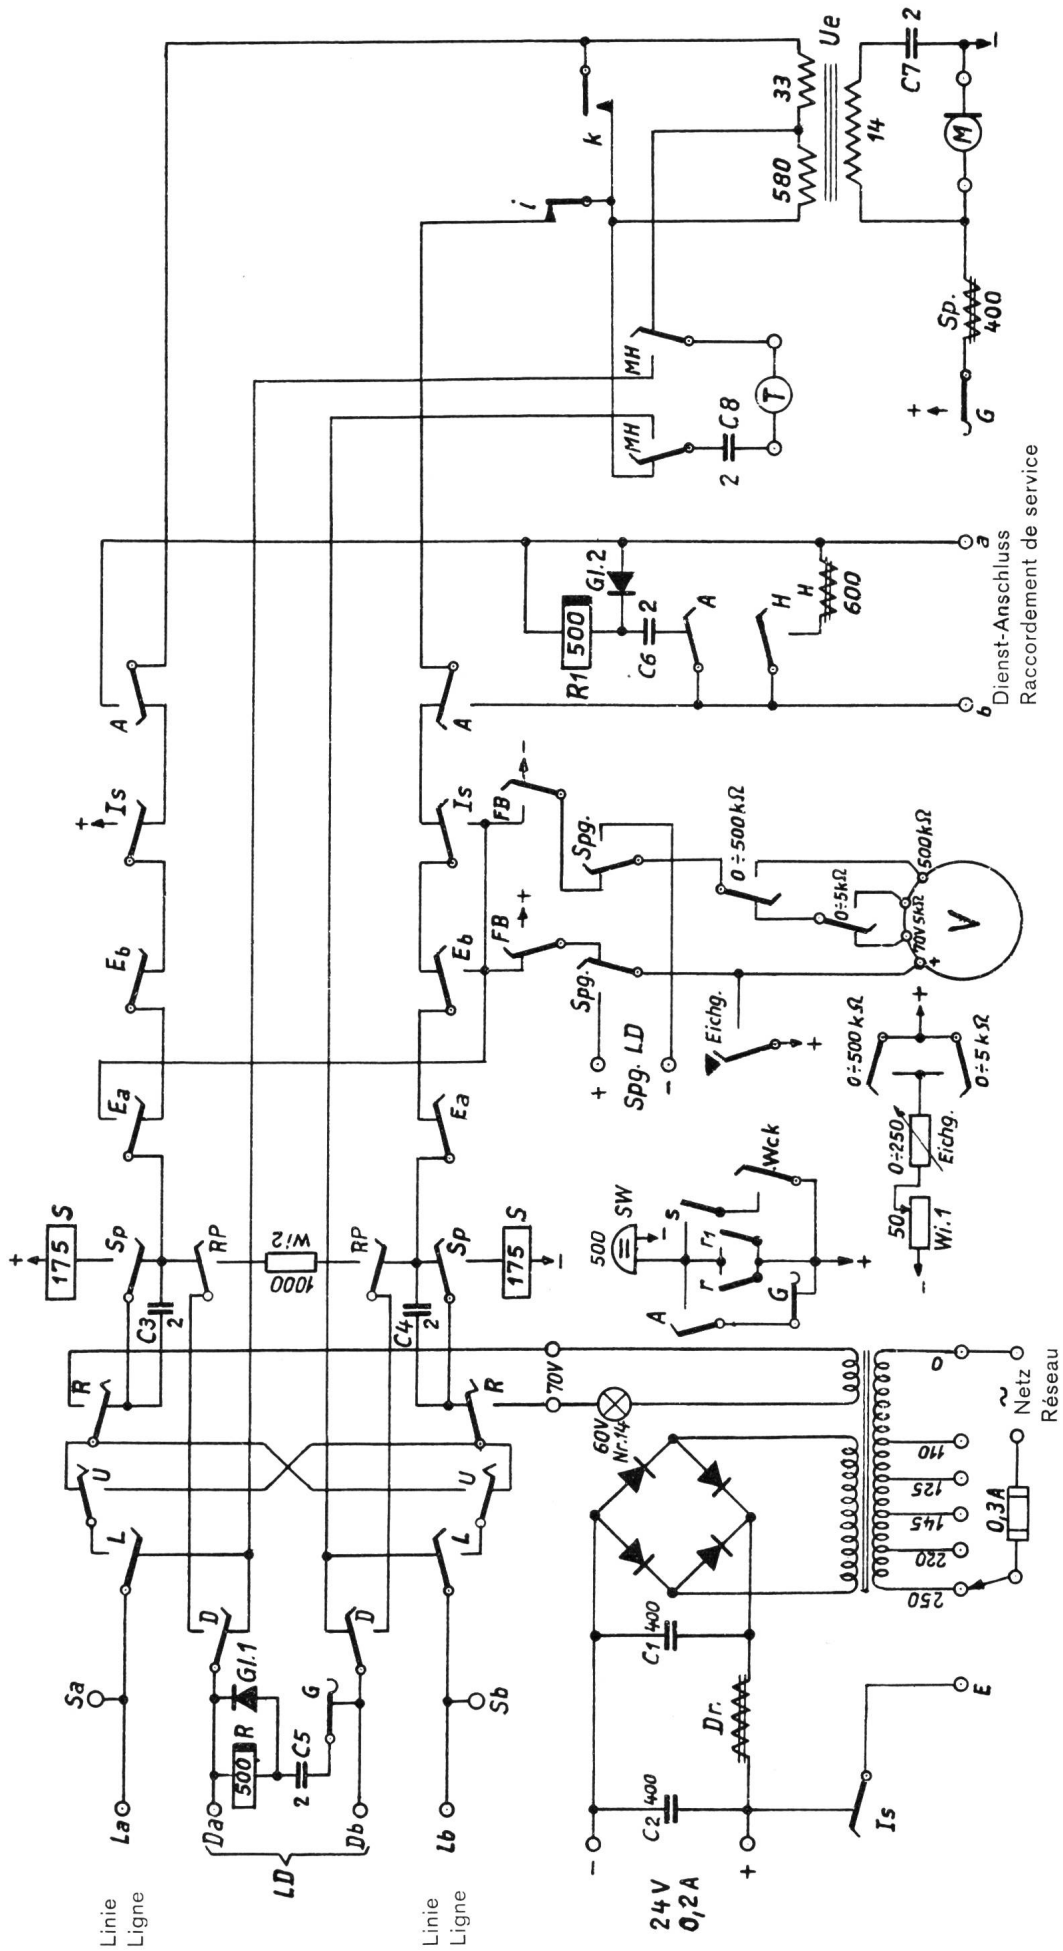 Linie
Ligne
La
Sa
L
U
R
C3
2
Sp
+
175
S
RP
Ea
Eb
+
Is
A
k
i
LD
Da
500
R
Gl.1
D
2
C5
G
Db
D
Wi2
1000
RP
C4
2
Sp
175
S
-
Linie
Ligne
Lb
Sb
L
U
R
Ea
Eb
Is
A
MH
MH
2
C8
T
580
33
Ue
14
C7
2
-
M
Sp.
400
+
G
FB
+
FB
-
Spg.
Spg.
+
Spg. LD
-
Eichg.
+
0÷500kΩ
0÷5kΩ
+
70V
5kΩ
500kΩ
V
R1
500
Gl.2
C6
2
A
H
H
600
b
a
Dienst-Anschluss
Raccordement de service
24V
0,2A
-
+
C2
400
C1
400
Dr.
Is
E
70V
60V
Nr.14
500
SW
-
A
s
r
r1
G
Wck
+
-
50
Wi.1
0÷250
Eichg.
0÷500kΩ
0÷5kΩ
+
250
220
145
125
110
0
0,3A
~
Netz
Réseau